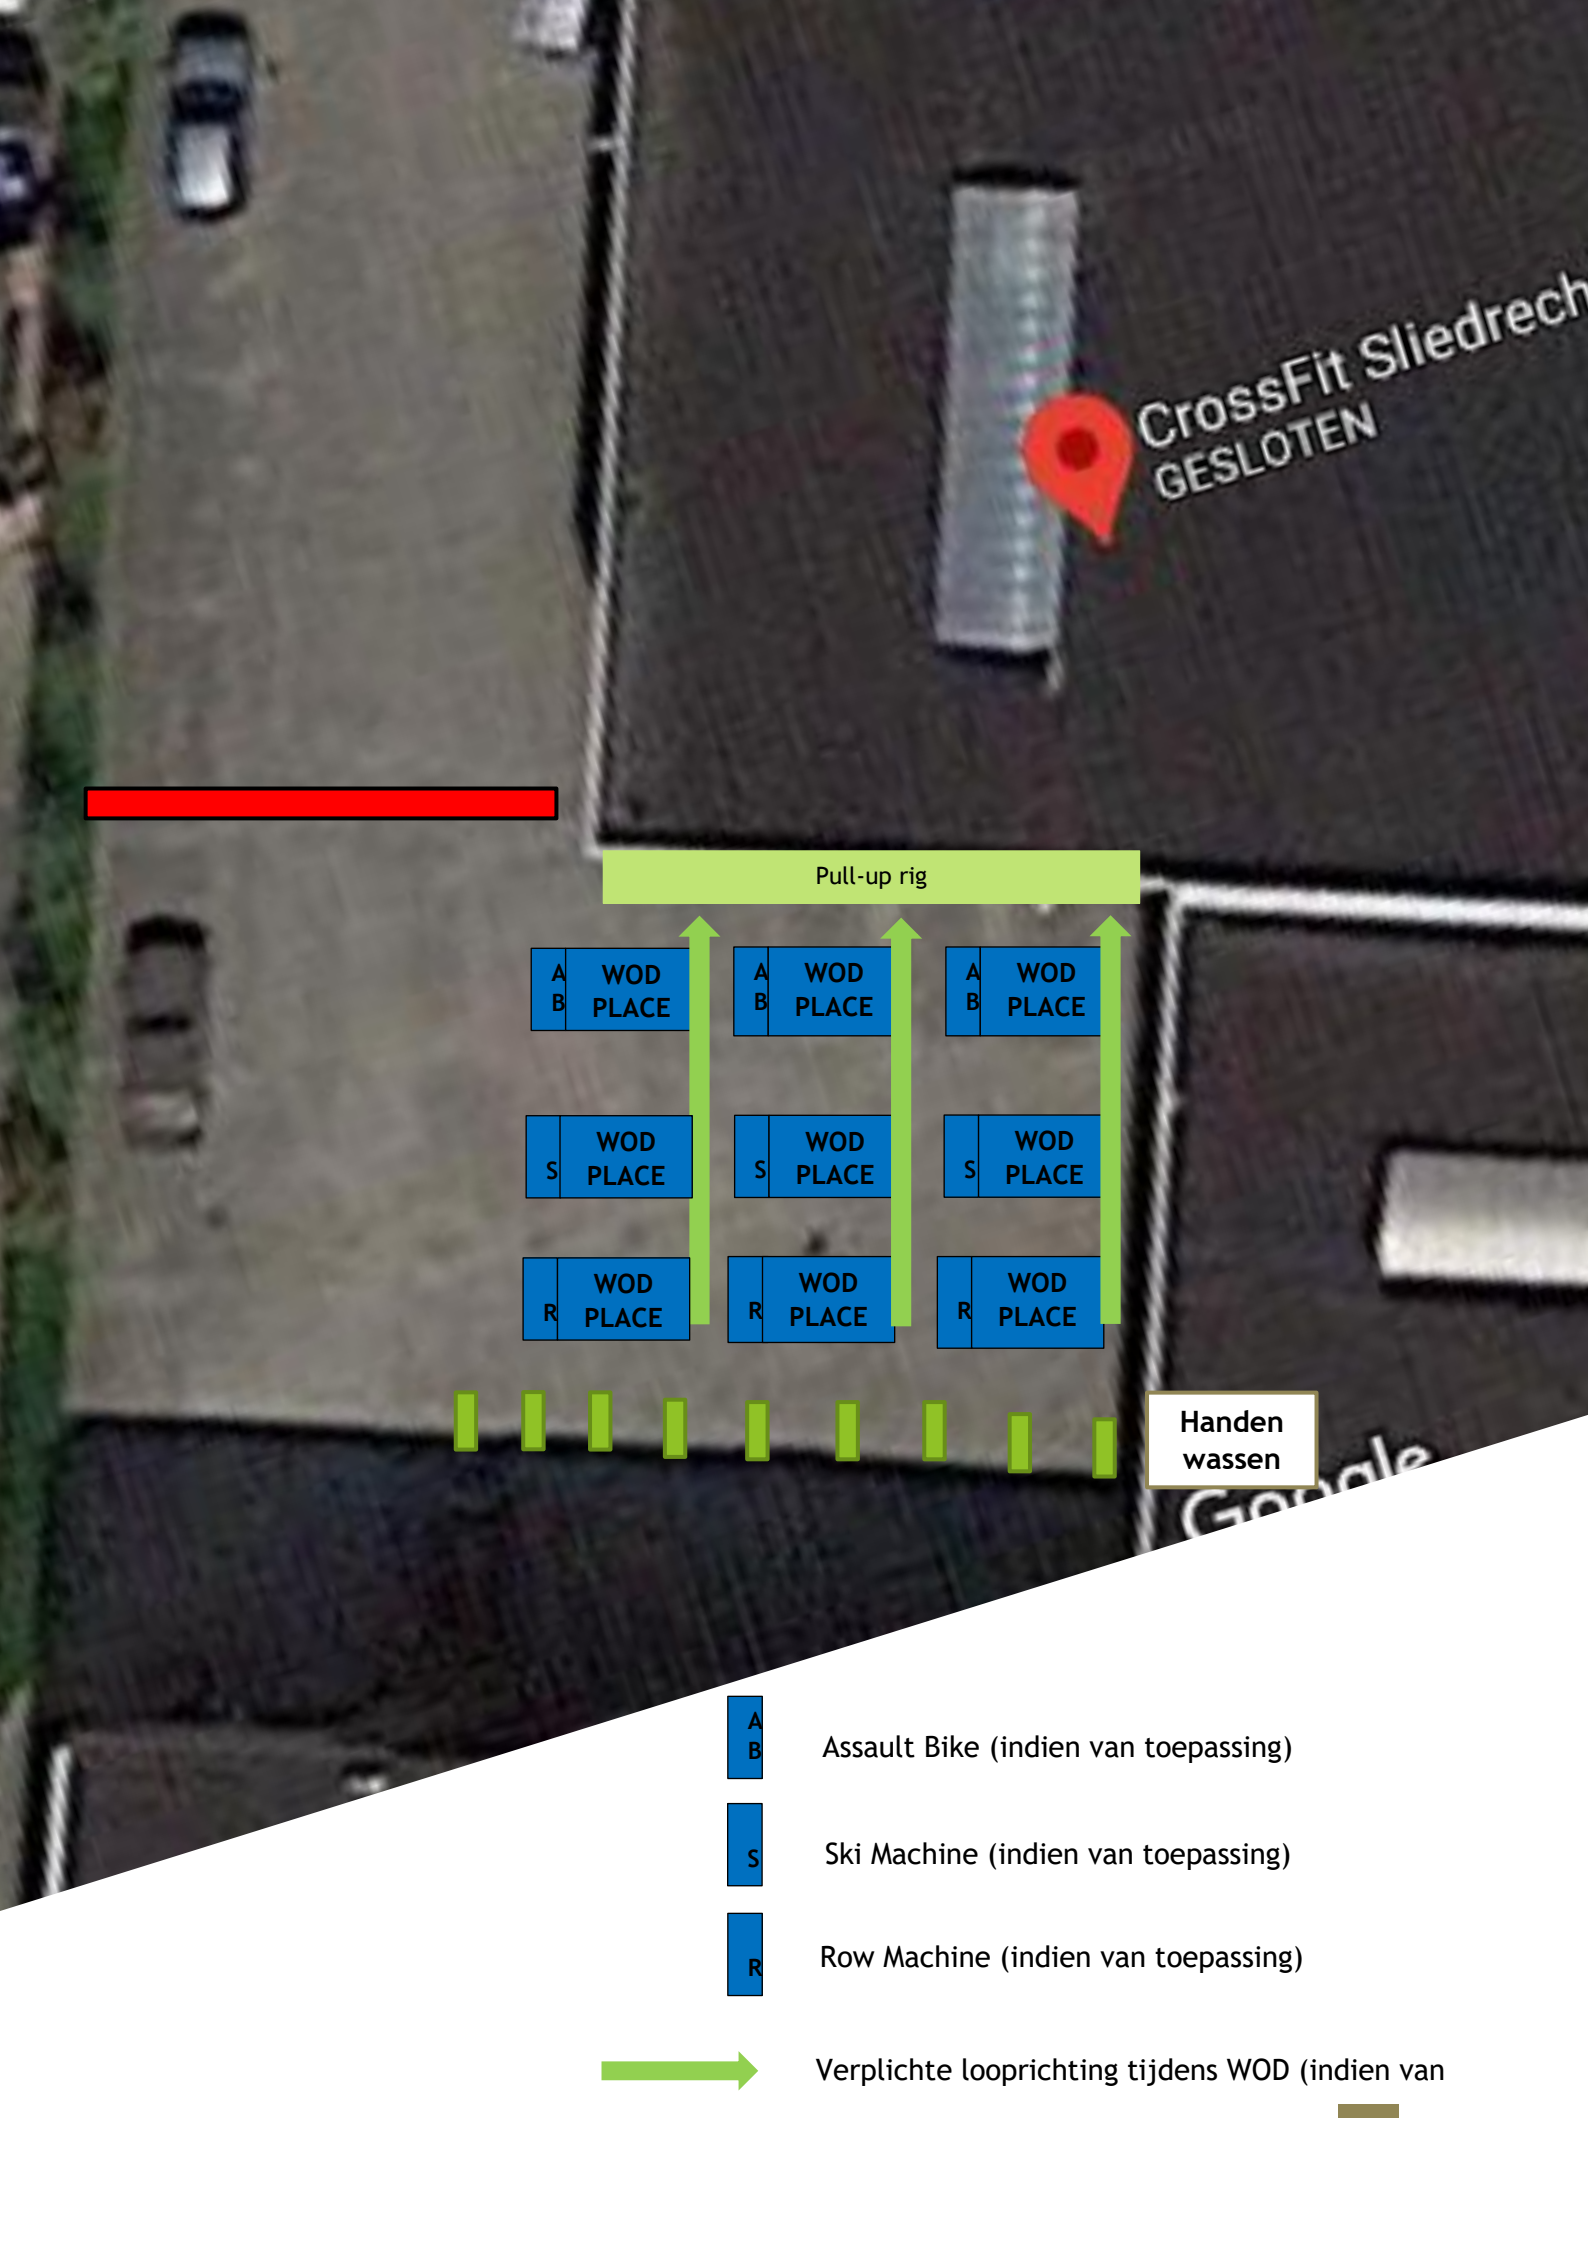 CrossFit Sliedrech
GESLOTEN
Pull-up rig
A
B
WOD
PLACE
A
B
WOD
PLACE
A
B
WOD
PLACE
S
WOD
PLACE
S
WOD
PLACE
S
WOD
PLACE
R
WOD
PLACE
R
WOD
PLACE
R
WOD
PLACE
Handen
wassen
Google
A
B
Assault Bike (indien van toepassing)
S
Ski Machine (indien van toepassing)
R
Row Machine (indien van toepassing)
Verplichte looprichting tijdens WOD (indien van